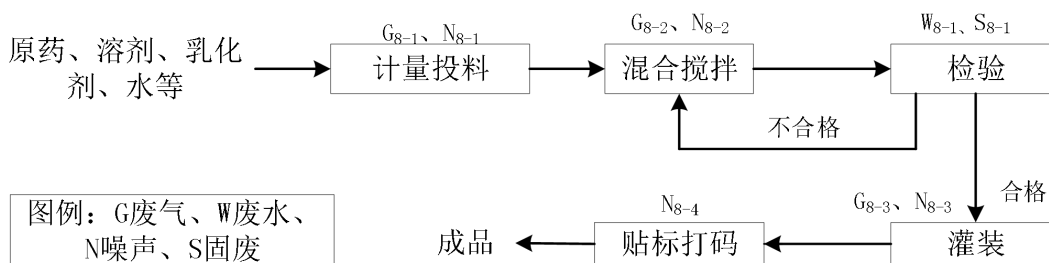 G8-1、N8-1
G8-2、N8-2
W8-1、S8-1
原药、溶剂、乳化
剂、水等
计量投料
混合搅拌
检验
不合格
合格
G8-3、N8-3
N8-4
图例：G废气、W废水、
N噪声、S固废
成品
贴标打码
灌装